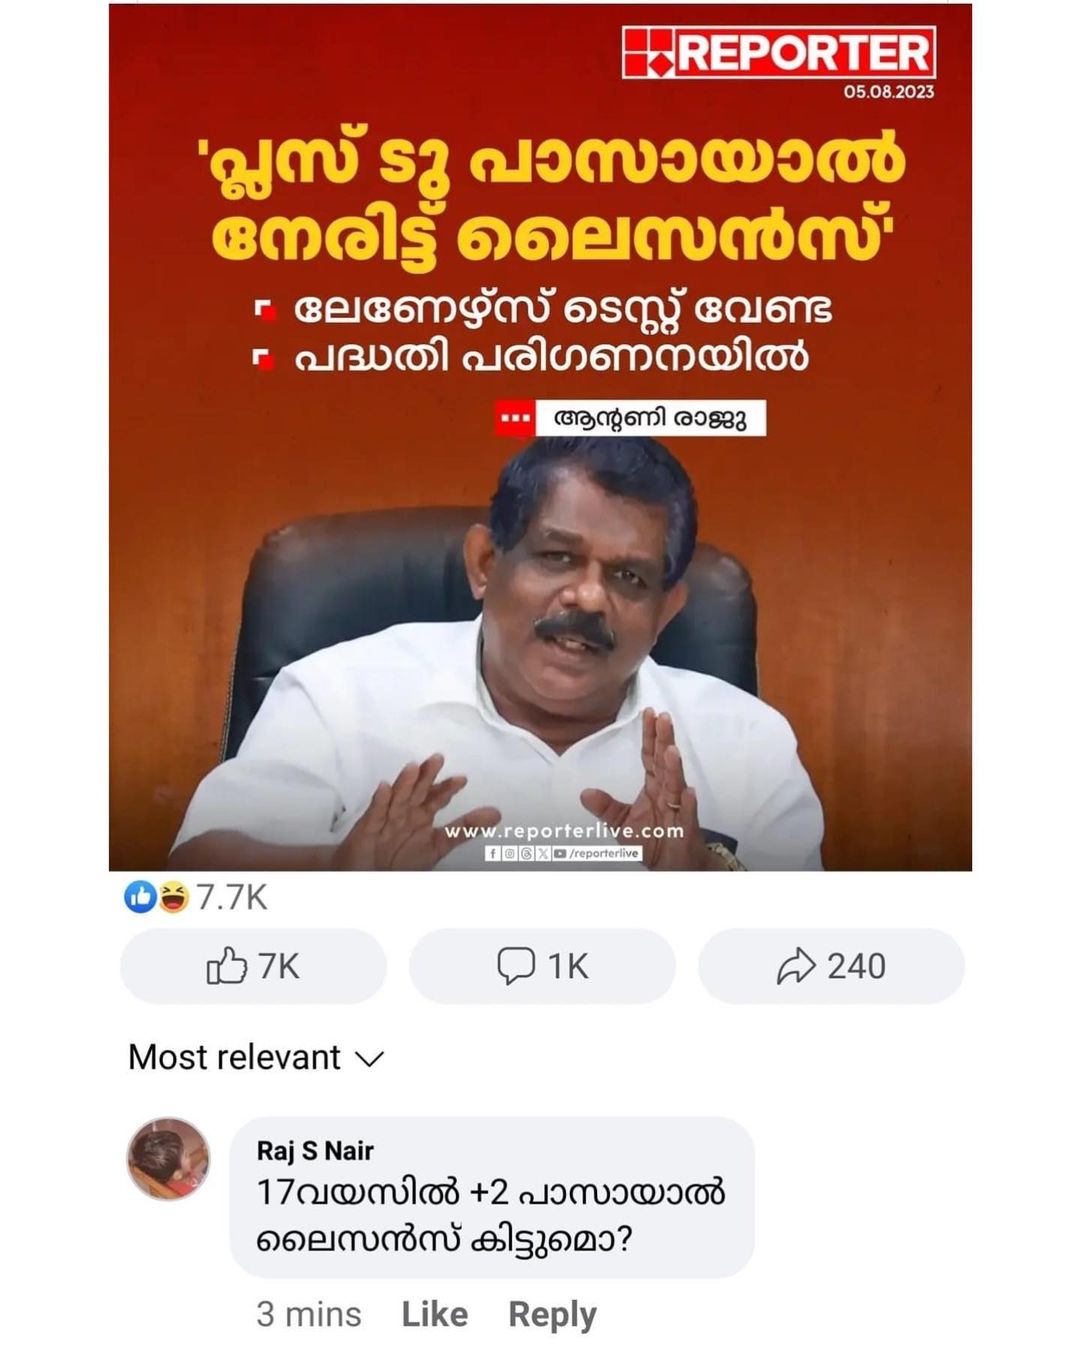 REPORTER
05.08.2023
'പ്ലസ് ടു പാസായാൽ
നേരിട്ട് ലൈസൻസ്'
ലേണേഴ്സ് ടെസ്റ്റ് വേണ്ട
പദ്ധതി പരിഗണനയിൽ
ആന്റണി രാജു
www.reporterlive.com
/reporterlive
7.7K
7K 1K 240
Most relevant
Raj S Nair
17വയസിൽ +2 പാസായാൽ
ലൈസൻസ് കിട്ടുമൊ?
3 mins Like Reply